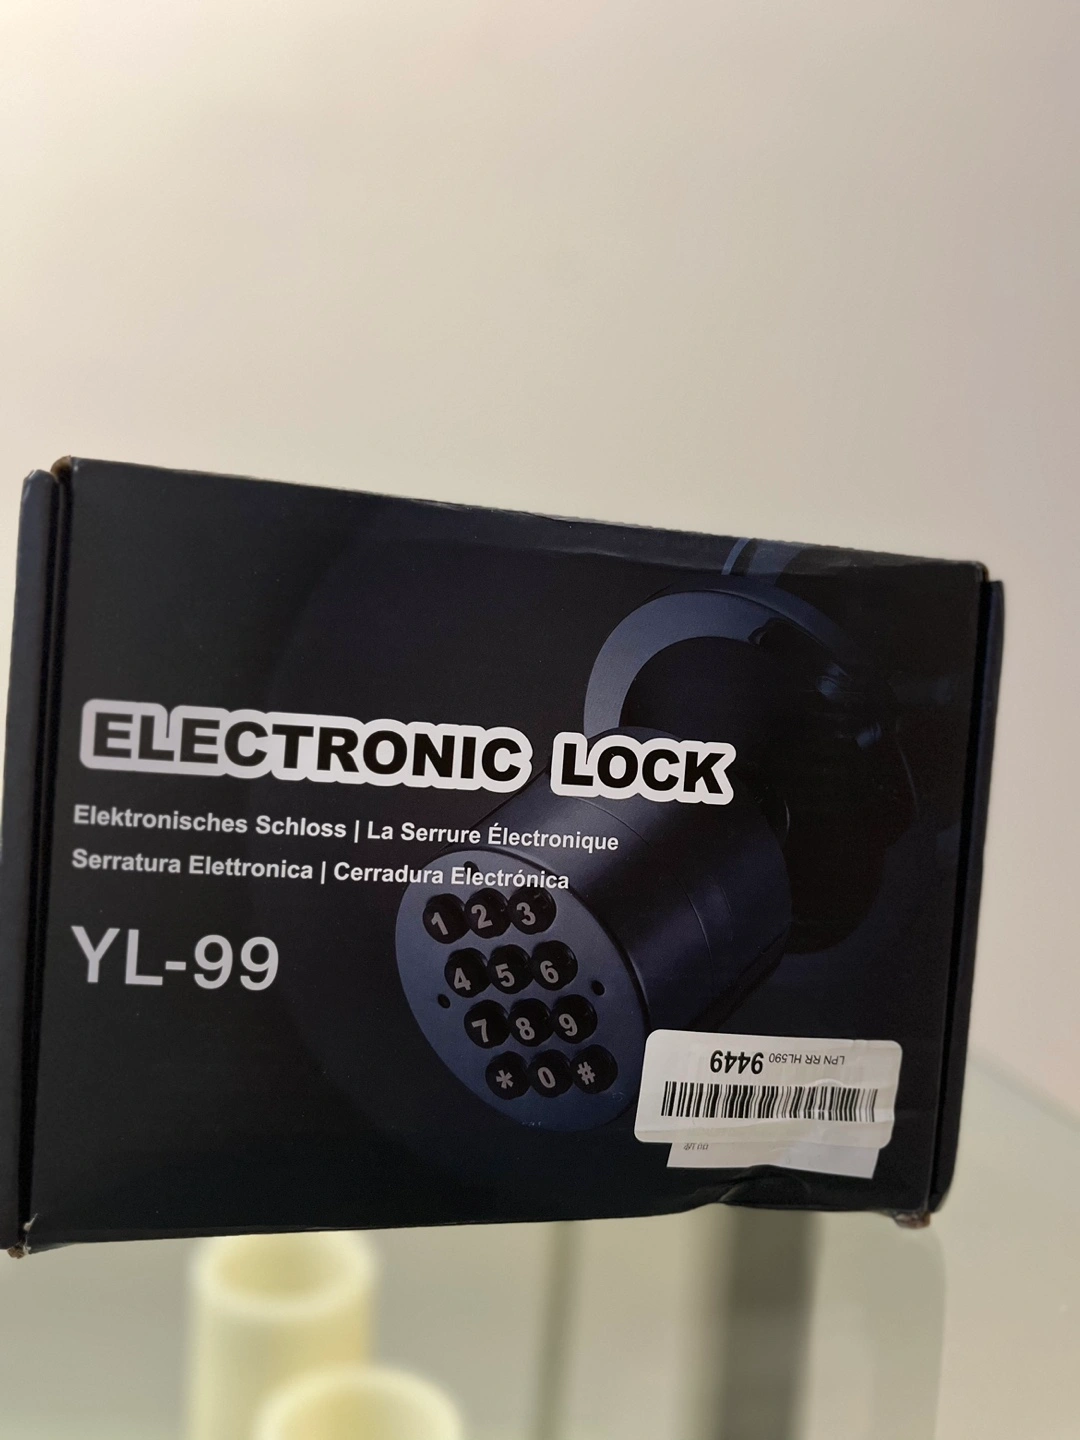 ELECTRONIC LOCK
Elektronisches Schloss | La Serrure Électronique
Serratura Elettronica | Cerradura Electrónica
YL-99
1 2 3
4 5 6
7 8 9
* 0 #
LPN RR HL590 9449